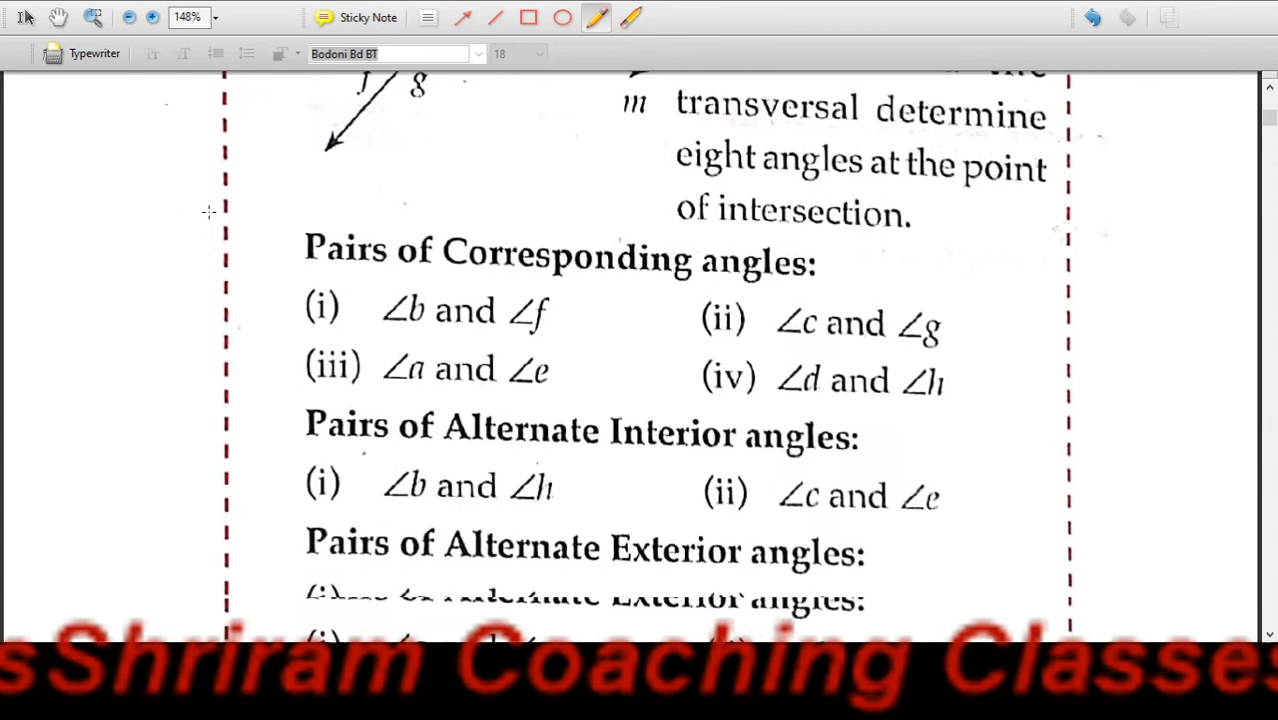 148%
Sticky Note
Typewriter
Bodoni Bd BT
18
f g
the
m transversal determine
eight angles at the point
of intersection.
Pairs of Corresponding angles:
(i) ∠b and ∠f (ii) ∠c and ∠g
(iii) ∠a and ∠e (iv) ∠d and ∠h
Pairs of Alternate Interior angles:
(i) ∠b and ∠h (ii) ∠c and ∠e
Pairs of Alternate Exterior angles:
Shriram Coaching Classes